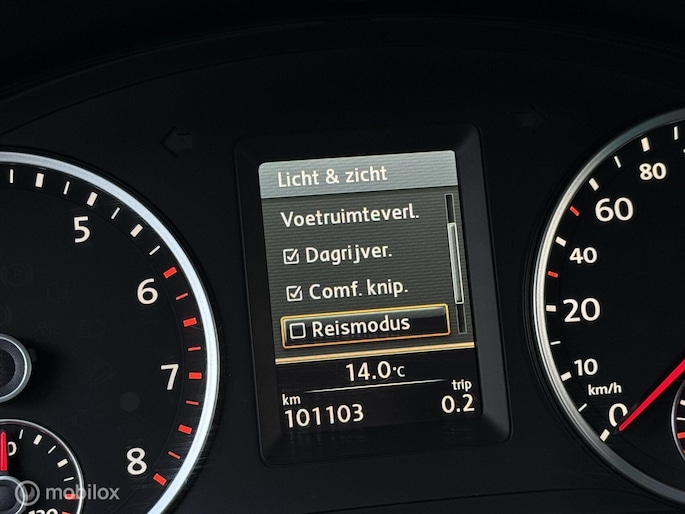 Licht & zicht
Voetruimteverl.
Dagrijver.
Comf. knip.
Reismodus
14.0°C
km
trip
101103
0.2
5
6
7
8
80
60
40
20
10
km/h
0
mobilox